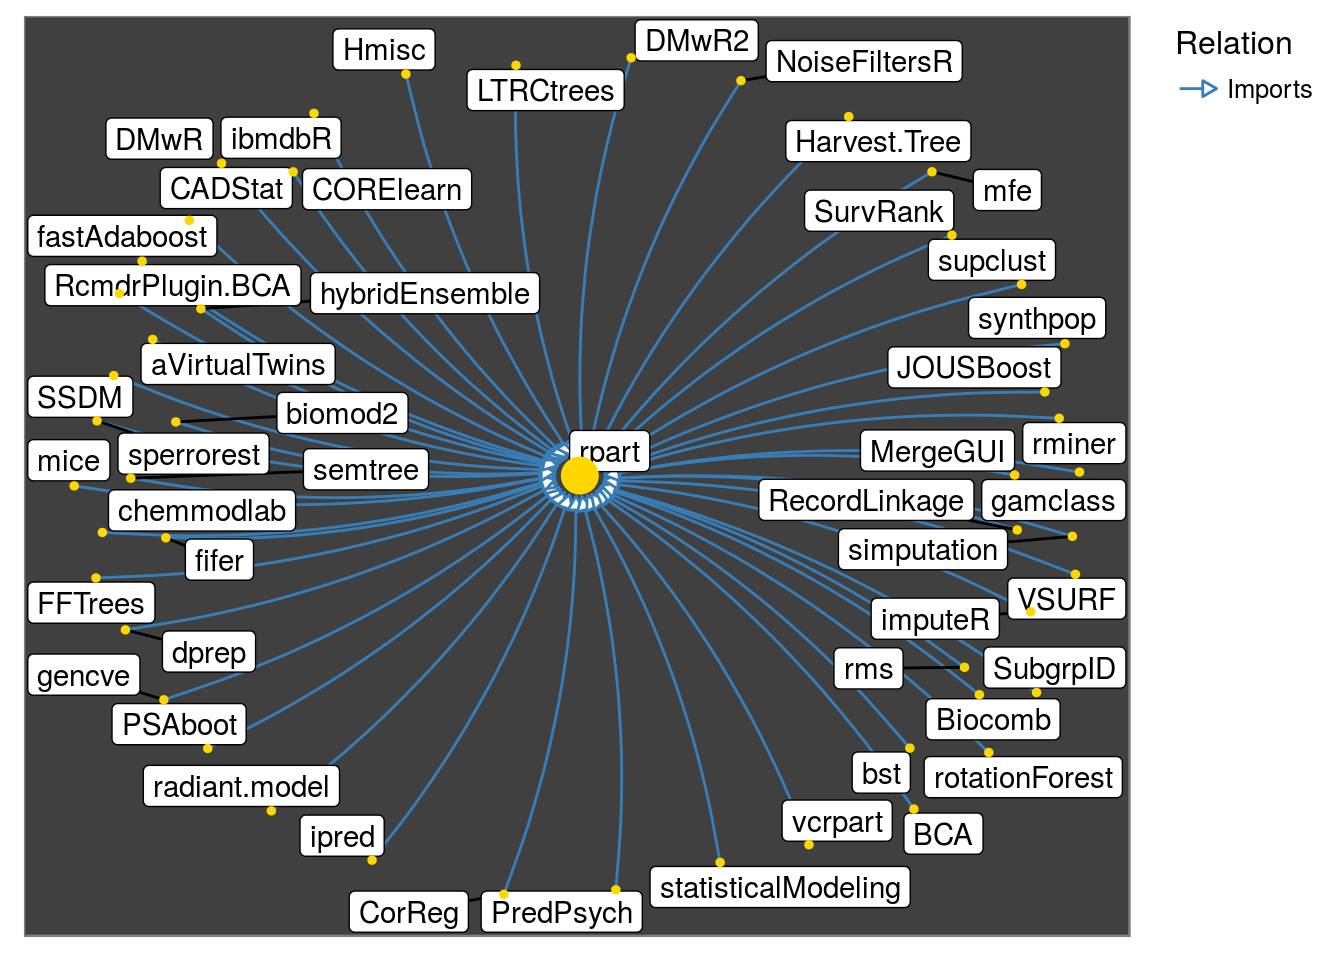 DMwR2
Hmisc
NoiseFiltersR
LTRCtrees
DMwR
ibmdbR
Harvest.Tree
CADStat
CORElearn
mfe
SurvRank
fastAdaboost
supclust
RcmdrPlugin.BCA
hybridEnsemble
synthpop
aVirtualTwins
JOUSBoost
SSDM
biomod2
rminer
rpart
MergeGUI
sperrorest
mice
semtree
RecordLinkage
gamclass
chemmodlab
simputation
fifer
FFTrees
VSURF
imputeR
dprep
rms
SubgrpID
gencve
Biocomb
PSAboot
bst
rotationForest
radiant.model
vcrpart
BCA
ipred
statisticalModeling
CorReg
PredPsych
Relation
Imports